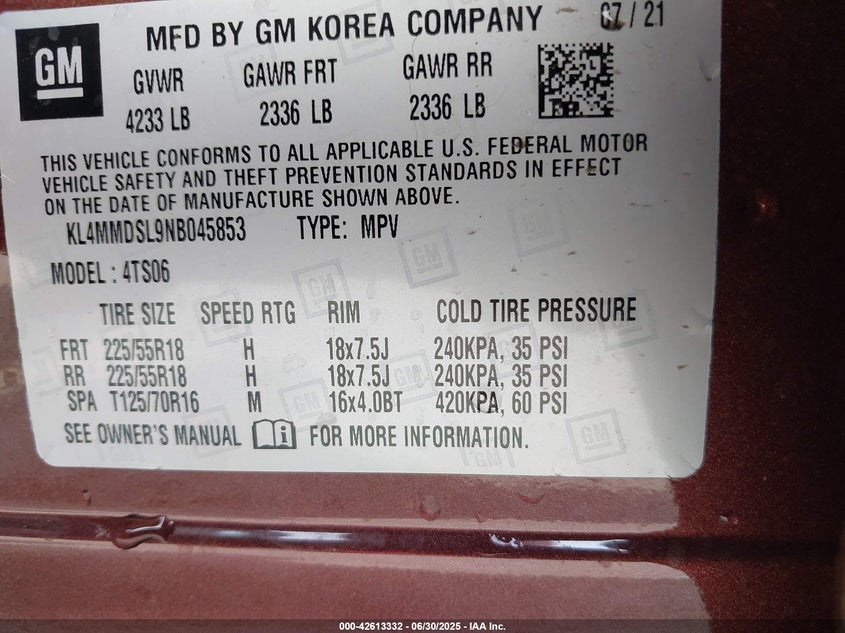 GM
MFD BY GM KOREA COMPANY 07 / 21
GVWR GAWR FRT GAWR RR
4233 LB 2336 LB 2336 LB
THIS VEHICLE CONFORMS TO ALL APPLICABLE U.S. FEDERAL MOTOR
VEHICLE SAFETY AND THEFT PREVENTION STANDARDS IN EFFECT
ON THE DATE OF MANUFACTURE SHOWN ABOVE.
KL4MMDSL9NB045853 TYPE: MPV
MODEL : 4TS06
TIRE SIZE SPEED RTG RIM COLD TIRE PRESSURE
FRT 225/55R18 H 18x7.5J 240KPA, 35 PSI
RR 225/55R18 H 18x7.5J 240KPA, 35 PSI
SPA T125/70R16 M 16x4.0BT 420KPA, 60 PSI
SEE OWNER'S MANUAL i FOR MORE INFORMATION.
000-42613332 - 06/30/2025 - IAA Inc.